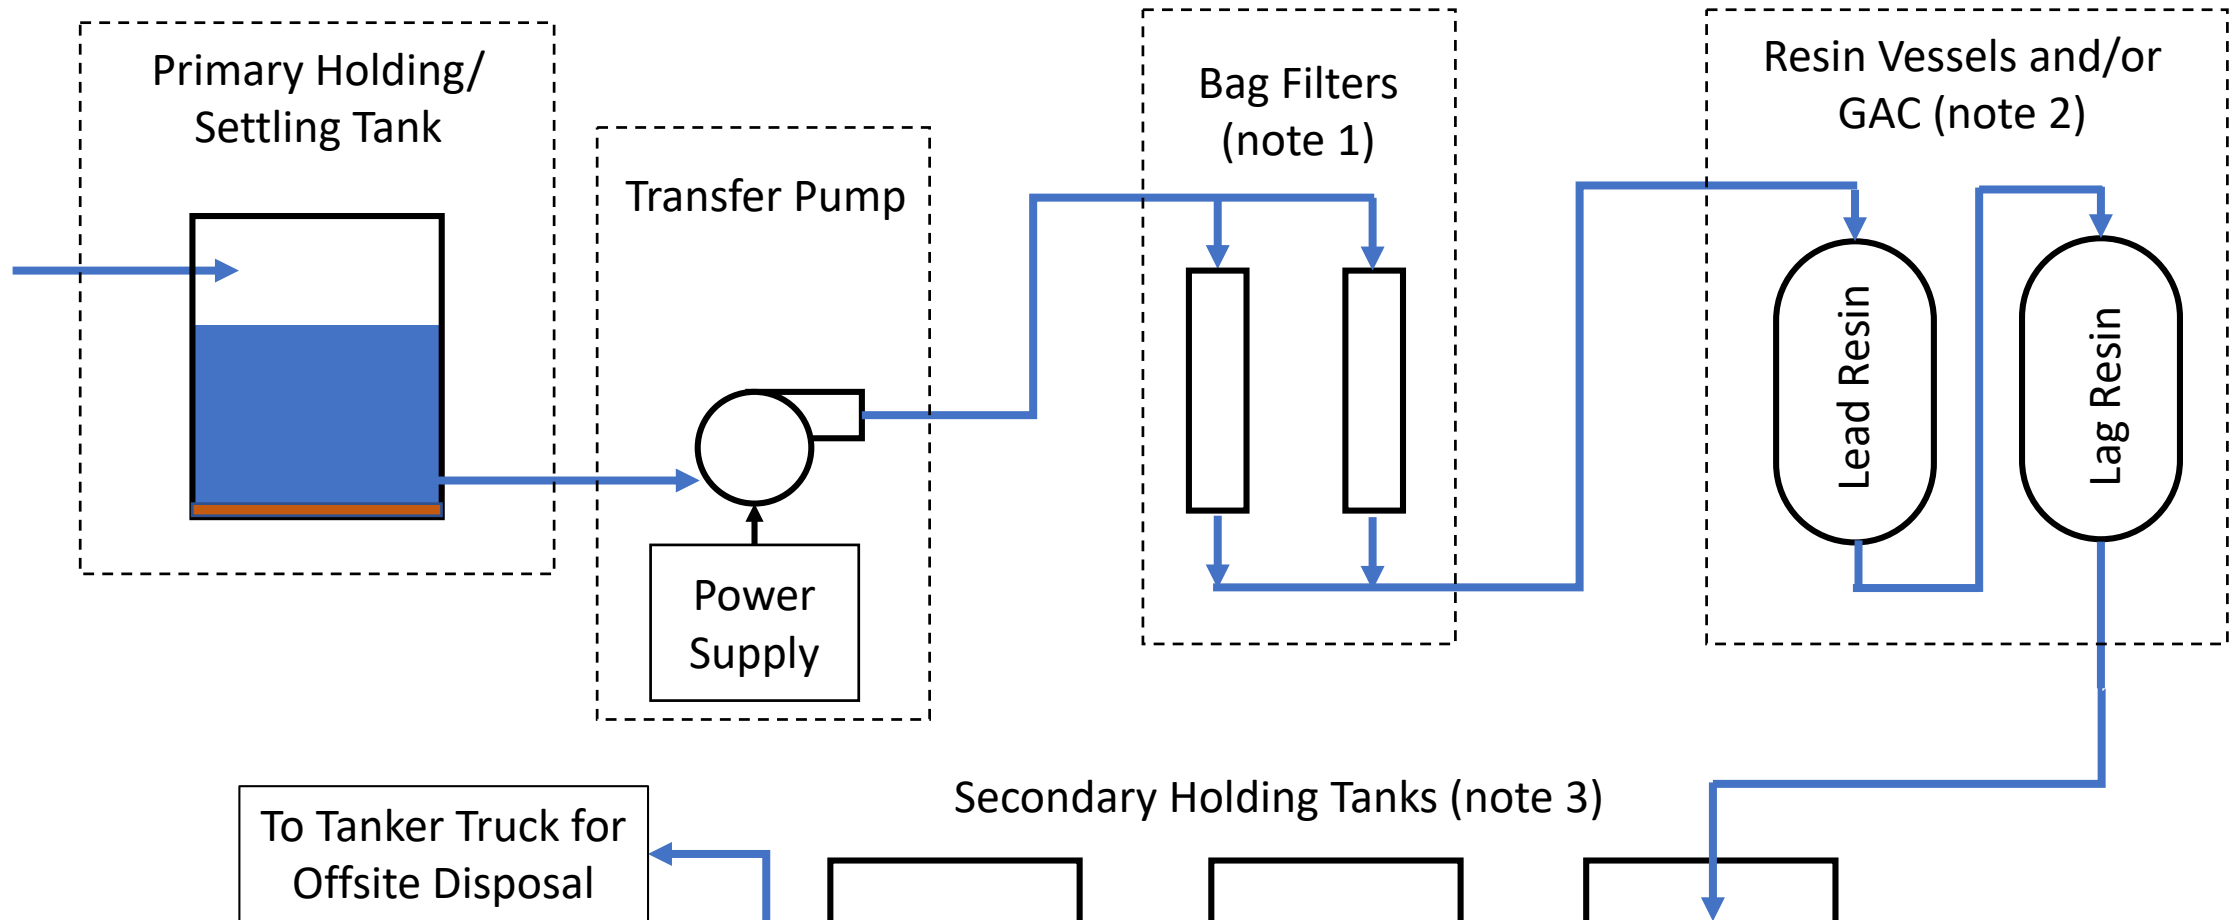 Primary Holding/
Settling Tank
Transfer Pump
Power
Supply
Bag Filters
(note 1)
Resin Vessels and/or
GAC (note 2)
Lead Resin
Lag Resin
Secondary Holding Tanks (note 3)
To Tanker Truck for
Offsite Disposal